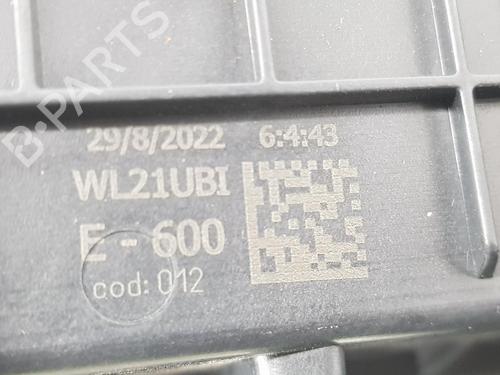 B-PARTS
29/8/2022 6:4:43
WL21UBI
E - 600
cod: 012